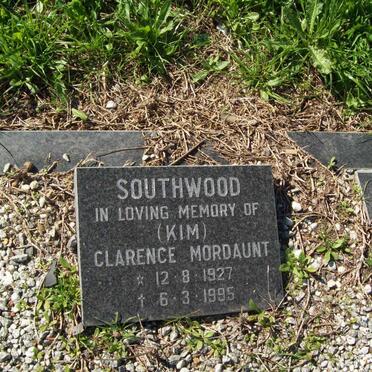 SOUTHWOOD
IN LOVING MEMORY OF
(KIM)
CLARENCE MORDAUNT
* 12·8·1927
† 6·3·1995